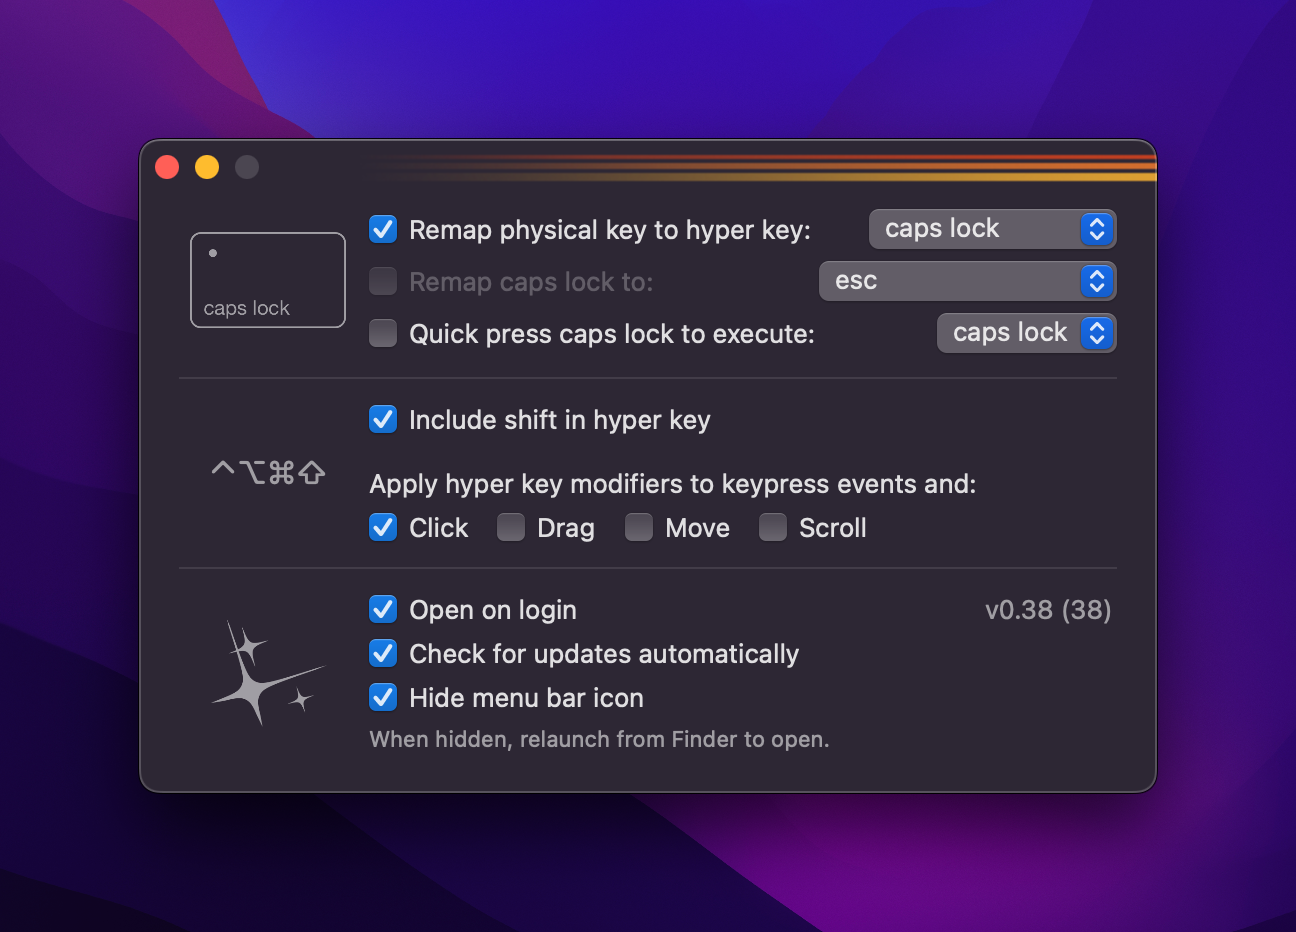 Remap physical key to hyper key: caps lock
Remap caps lock to: esc
caps lock
Quick press caps lock to execute: caps lock
Include shift in hyper key
⌃⌥⌘⇧
Apply hyper key modifiers to keypress events and:
Click Drag Move Scroll
Open on login v0.38 (38)
Check for updates automatically
Hide menu bar icon
When hidden, relaunch from Finder to open.